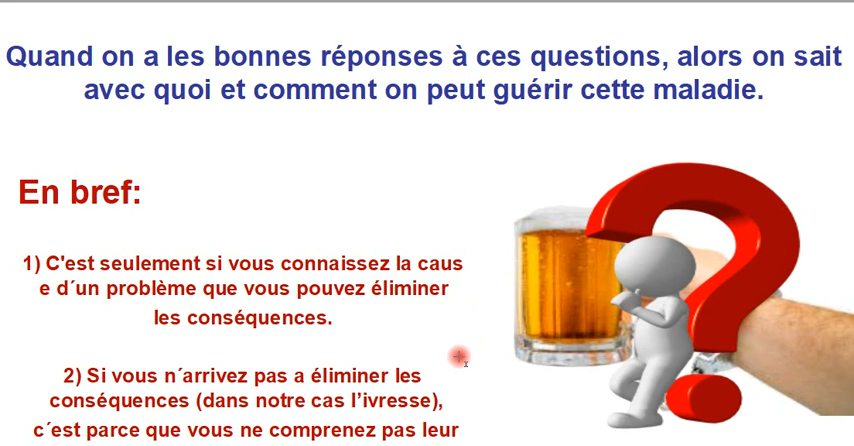 Quand on a les bonnes réponses à ces questions, alors on sait
avec quoi et comment on peut guérir cette maladie.
En bref:
1) C'est seulement si vous connaissez la caus
e d´un problème que vous pouvez éliminer
les conséquences.
2) Si vous n´arrivez pas a éliminer les
conséquences (dans notre cas l’ivresse),
c´est parce que vous ne comprenez pas leur